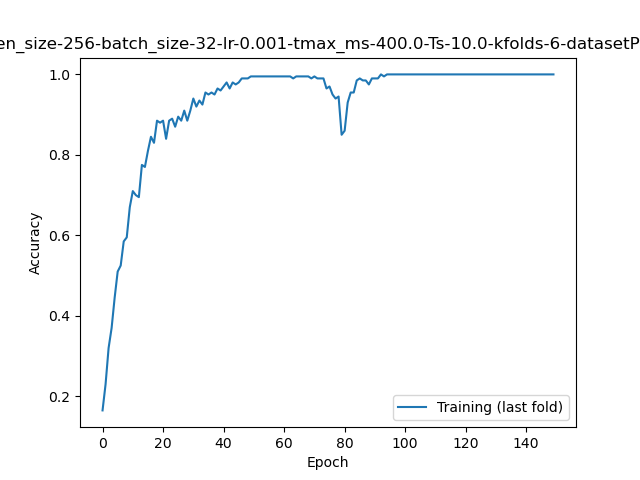 en_size-256-batch_size-32-lr-0.001-tmax_ms-400.0-Ts-10.0-kfolds-6-datasetP
1.0
0.8
0.6
0.4
0.2
Accuracy
Training (last fold)
0 20 40 60 80 100 120 140
Epoch